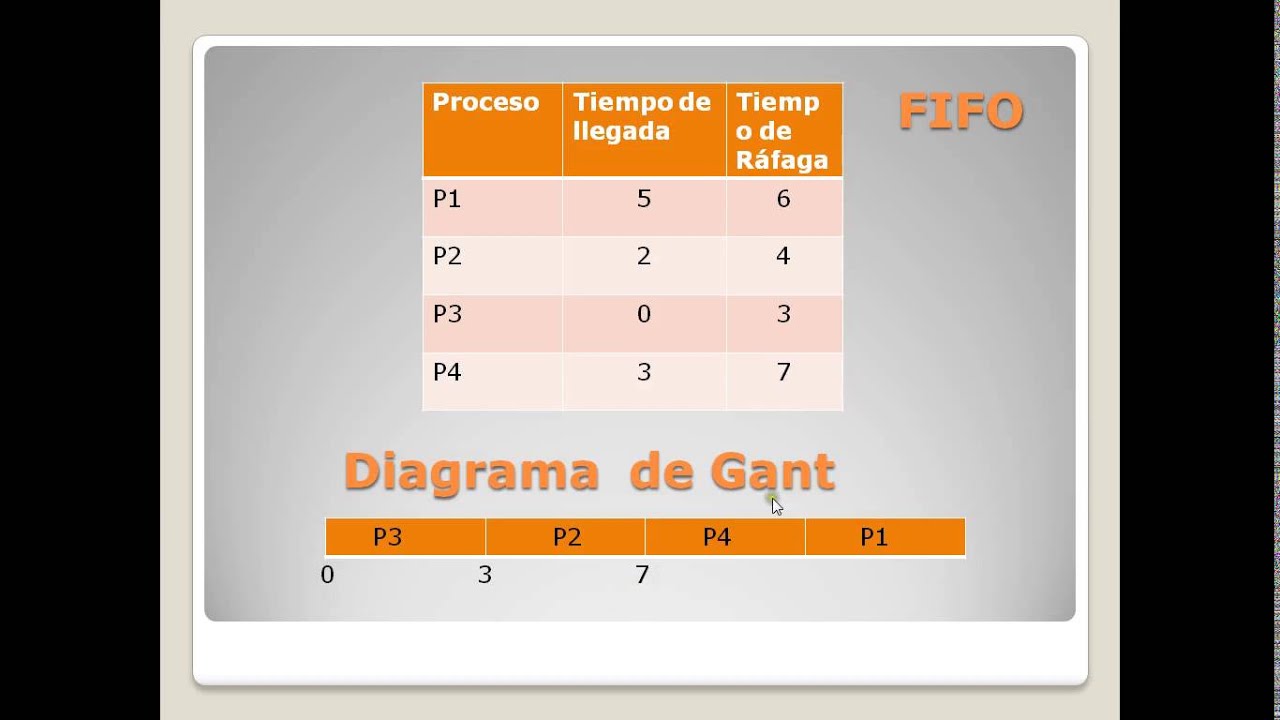 FIFO
Proceso Tiempo de llegada Tiemp o de Ráfaga
P1 5 6
P2 2 4
P3 0 3
P4 3 7
Diagrama de Gant
P3 P2 P4 P1
0 3 7